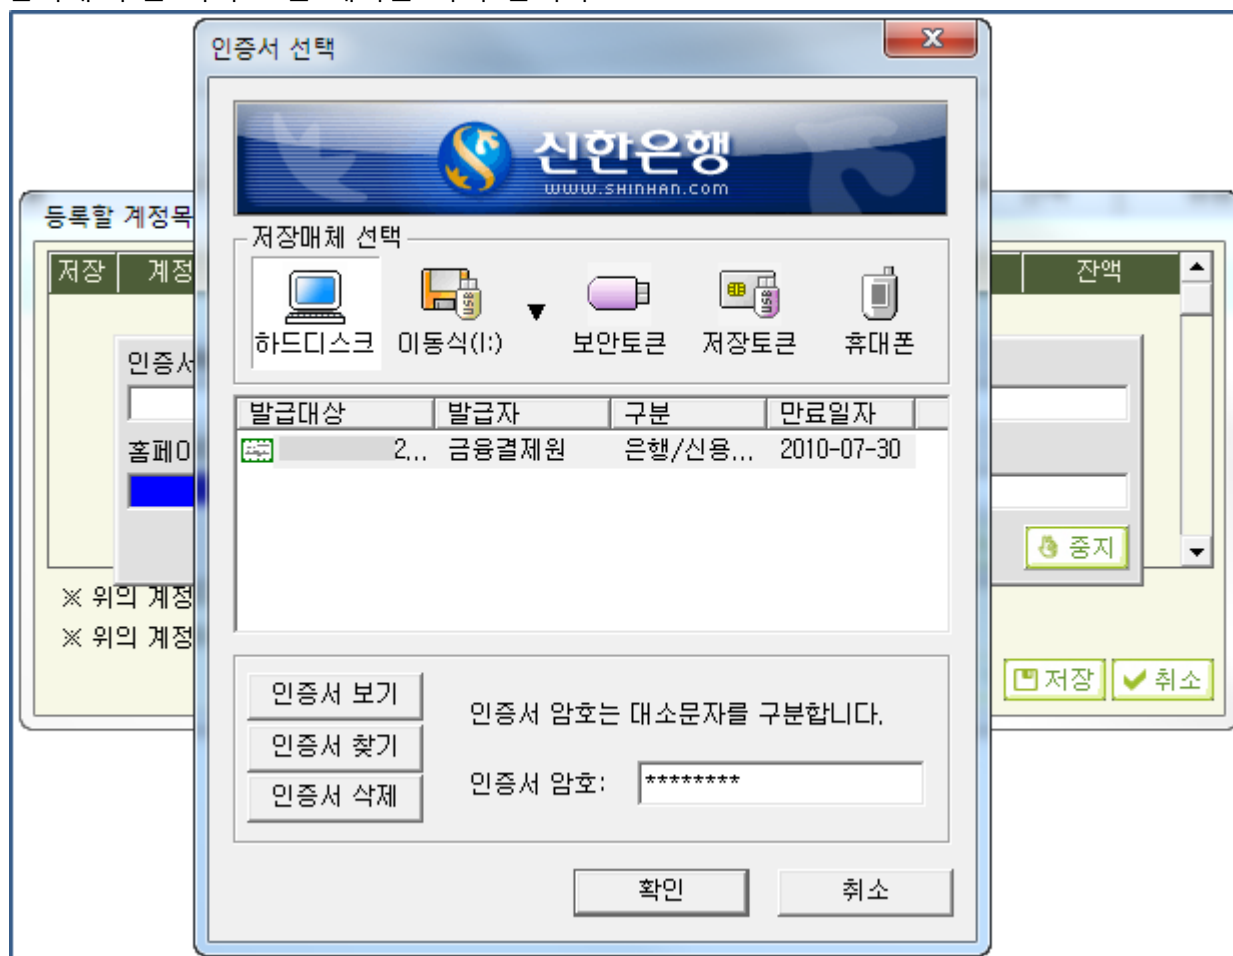 인증서 선택
신한은행
www.SHINHAN.com
등록할 계정목
저장 계정
잔액
저장매체 선택
하드디스크 이동식(I:) 보안토큰 저장토큰 휴대폰
인증서
발급대상 발급자 구분 만료일자
2... 금융결제원 은행/신용... 2010-07-30
중지
※ 위의 계정
※ 위의 계정
인증서 보기
인증서 찾기
인증서 삭제
인증서 암호는 대소문자를 구분합니다.
인증서 암호: ********
저장 취소
확인 취소